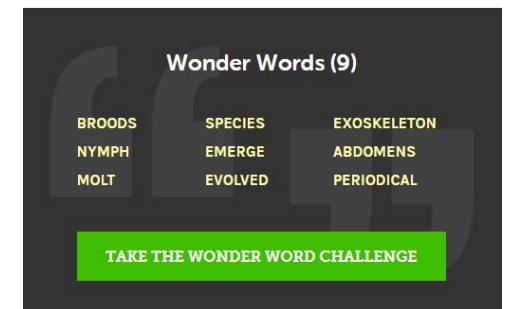 Wonder Words (9)
BROODS SPECIES EXOSKELETON
NYMPH EMERGE ABDOMENS
MOLT EVOLVED PERIODICAL
TAKE THE WONDER WORD CHALLENGE